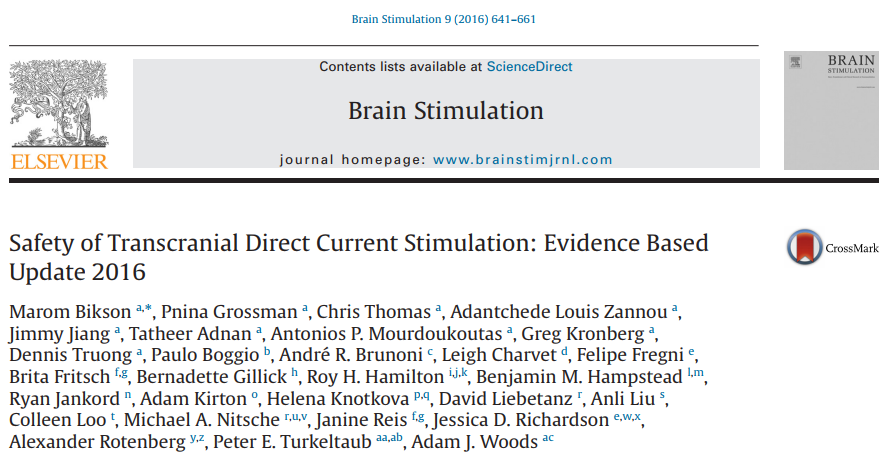 Brain Stimulation 9 (2016) 641–661
Contents lists available at ScienceDirect
Brain Stimulation
journal homepage: www.brainstimjrnl.com
ELSEVIER
BRAIN
STIMULATION
Safety of Transcranial Direct Current Stimulation: Evidence Based
Update 2016
CrossMark
Marom Bikson a,*, Pnina Grossman a, Chris Thomas a, Adantchede Louis Zannou a,
Jimmy Jiang a, Tatheer Adnan a, Antonios P. Mourdoukoutas a, Greg Kronberg a,
Dennis Truong a, Paulo Boggio b, André R. Brunoni c, Leigh Charvet d, Felipe Fregni e,
Brita Fritsch f,g, Bernadette Gillick h, Roy H. Hamilton i,j,k, Benjamin M. Hampstead l,m,
Ryan Jankord n, Adam Kirton o, Helena Knotkova p,q, David Liebetanz r, Anli Liu s,
Colleen Loo t, Michael A. Nitsche r,u,v, Janine Reis f,g, Jessica D. Richardson e,w,x,
Alexander Rotenberg y,z, Peter E. Turkeltaub aa,ab, Adam J. Woods ac